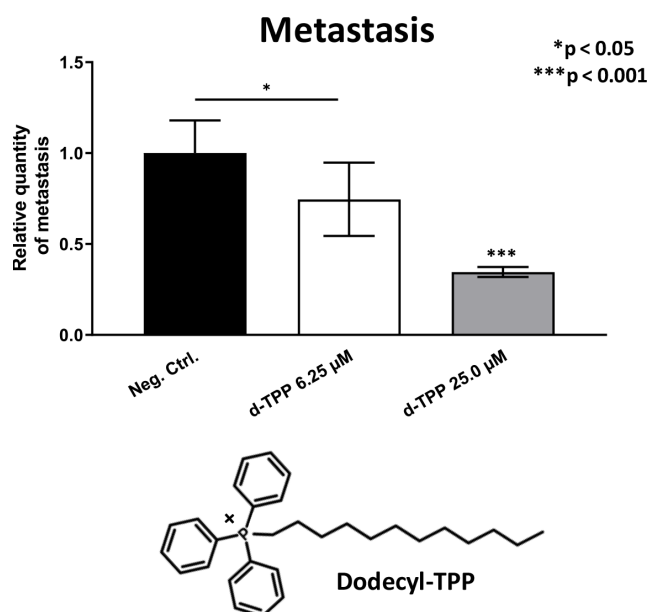 Metastasis
*p < 0.05
***p < 0.001
Relative quantity
of metastasis
1.5
*
1.0
0.5
***
0.0
Neg. Ctrl.
d-TPP 6.25 µM
d-TPP 25.0 µM
+
P
Dodecyl-TPP